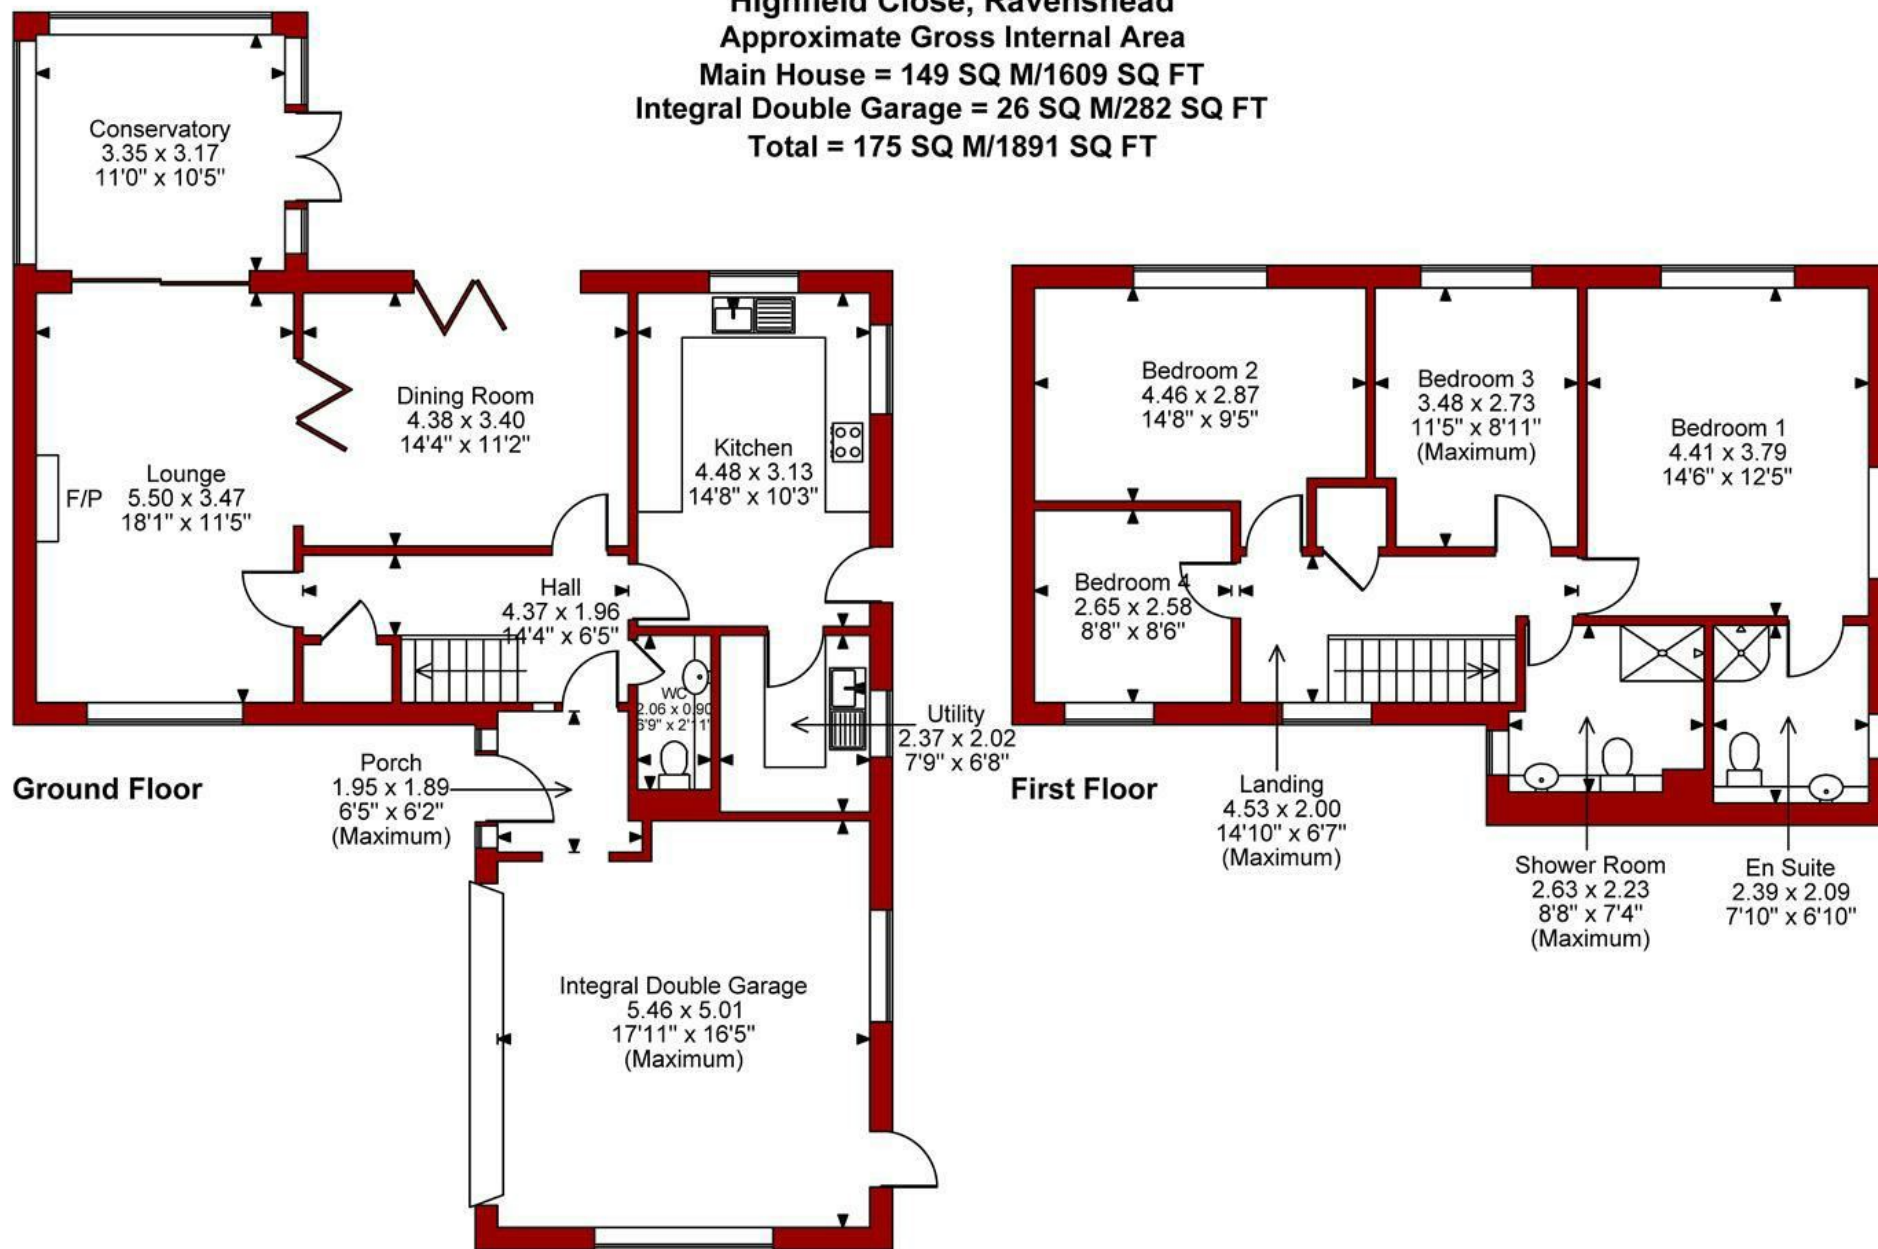 Highfield Close, Ravenshead
Approximate Gross Internal Area
Main House = 149 SQ M/1609 SQ FT
Integral Double Garage = 26 SQ M/282 SQ FT
Total = 175 SQ M/1891 SQ FT
Conservatory
3.35 x 3.17
11'0" x 10'5"
Dining Room
4.38 x 3.40
14'4" x 11'2"
Lounge
5.50 x 3.47
18'1" x 11'5"
F/P
Kitchen
4.48 x 3.13
14'8" x 10'3"
Hall
4.37 x 1.96
14'4" x 6'5"
WC
2.06 x 0.90
6'9" x 2'11"
Utility
2.37 x 2.02
7'9" x 6'8"
Porch
1.95 x 1.89
6'5" x 6'2"
(Maximum)
Ground Floor
Integral Double Garage
5.46 x 5.01
17'11" x 16'5"
(Maximum)
Bedroom 2
4.46 x 2.87
14'8" x 9'5"
Bedroom 3
3.48 x 2.73
11'5" x 8'11"
(Maximum)
Bedroom 1
4.41 x 3.79
14'6" x 12'5"
Bedroom 4
2.65 x 2.58
8'8" x 8'6"
First Floor
Landing
4.53 x 2.00
14'10" x 6'7"
(Maximum)
Shower Room
2.63 x 2.23
8'8" x 7'4"
(Maximum)
En Suite
2.39 x 2.09
7'10" x 6'10"